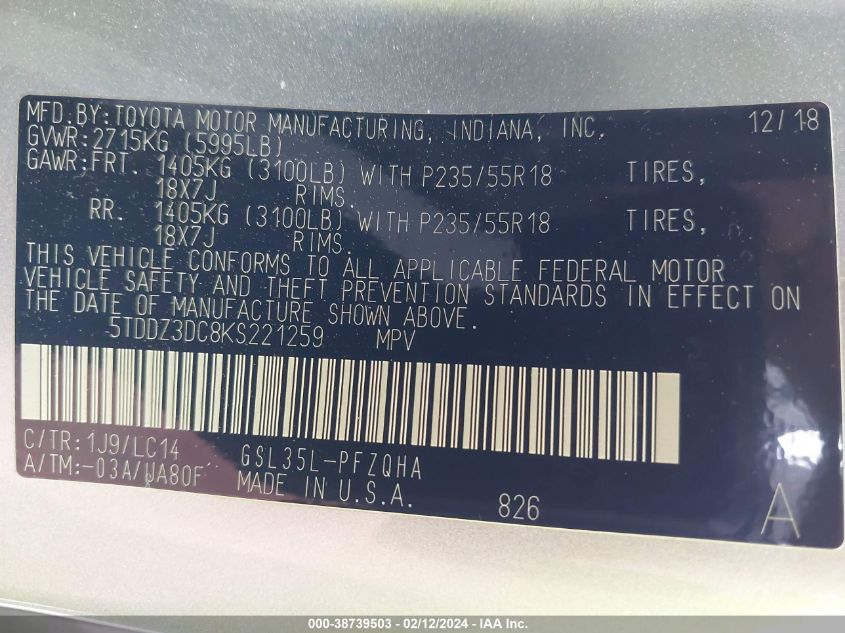 MFD.BY:TOYOTA MOTOR MANUFACTURING, INDIANA, INC. 12/18
GVWR:2715KG (5995LB)
GAWR:FRT. 1405KG (3100LB) WITH P235/55R18 TIRES,
18X7J RIMS.
RR. 1405KG (3100LB) WITH P235/55R18 TIRES,
18X7J RIMS.
THIS VEHICLE CONFORMS TO ALL APPLICABLE FEDERAL MOTOR
VEHICLE SAFETY AND THEFT PREVENTION STANDARDS IN EFFECT ON
THE DATE OF MANUFACTURE SHOWN ABOVE.
5TDDZ3DC8KS221259 MPV
C/TR:1J9/LC14 GSL35L-PFZQHA
A/TM:-03A/UA80F MADE IN U.S.A. 826 A
000-38739503 - 02/12/2024 - IAA Inc.